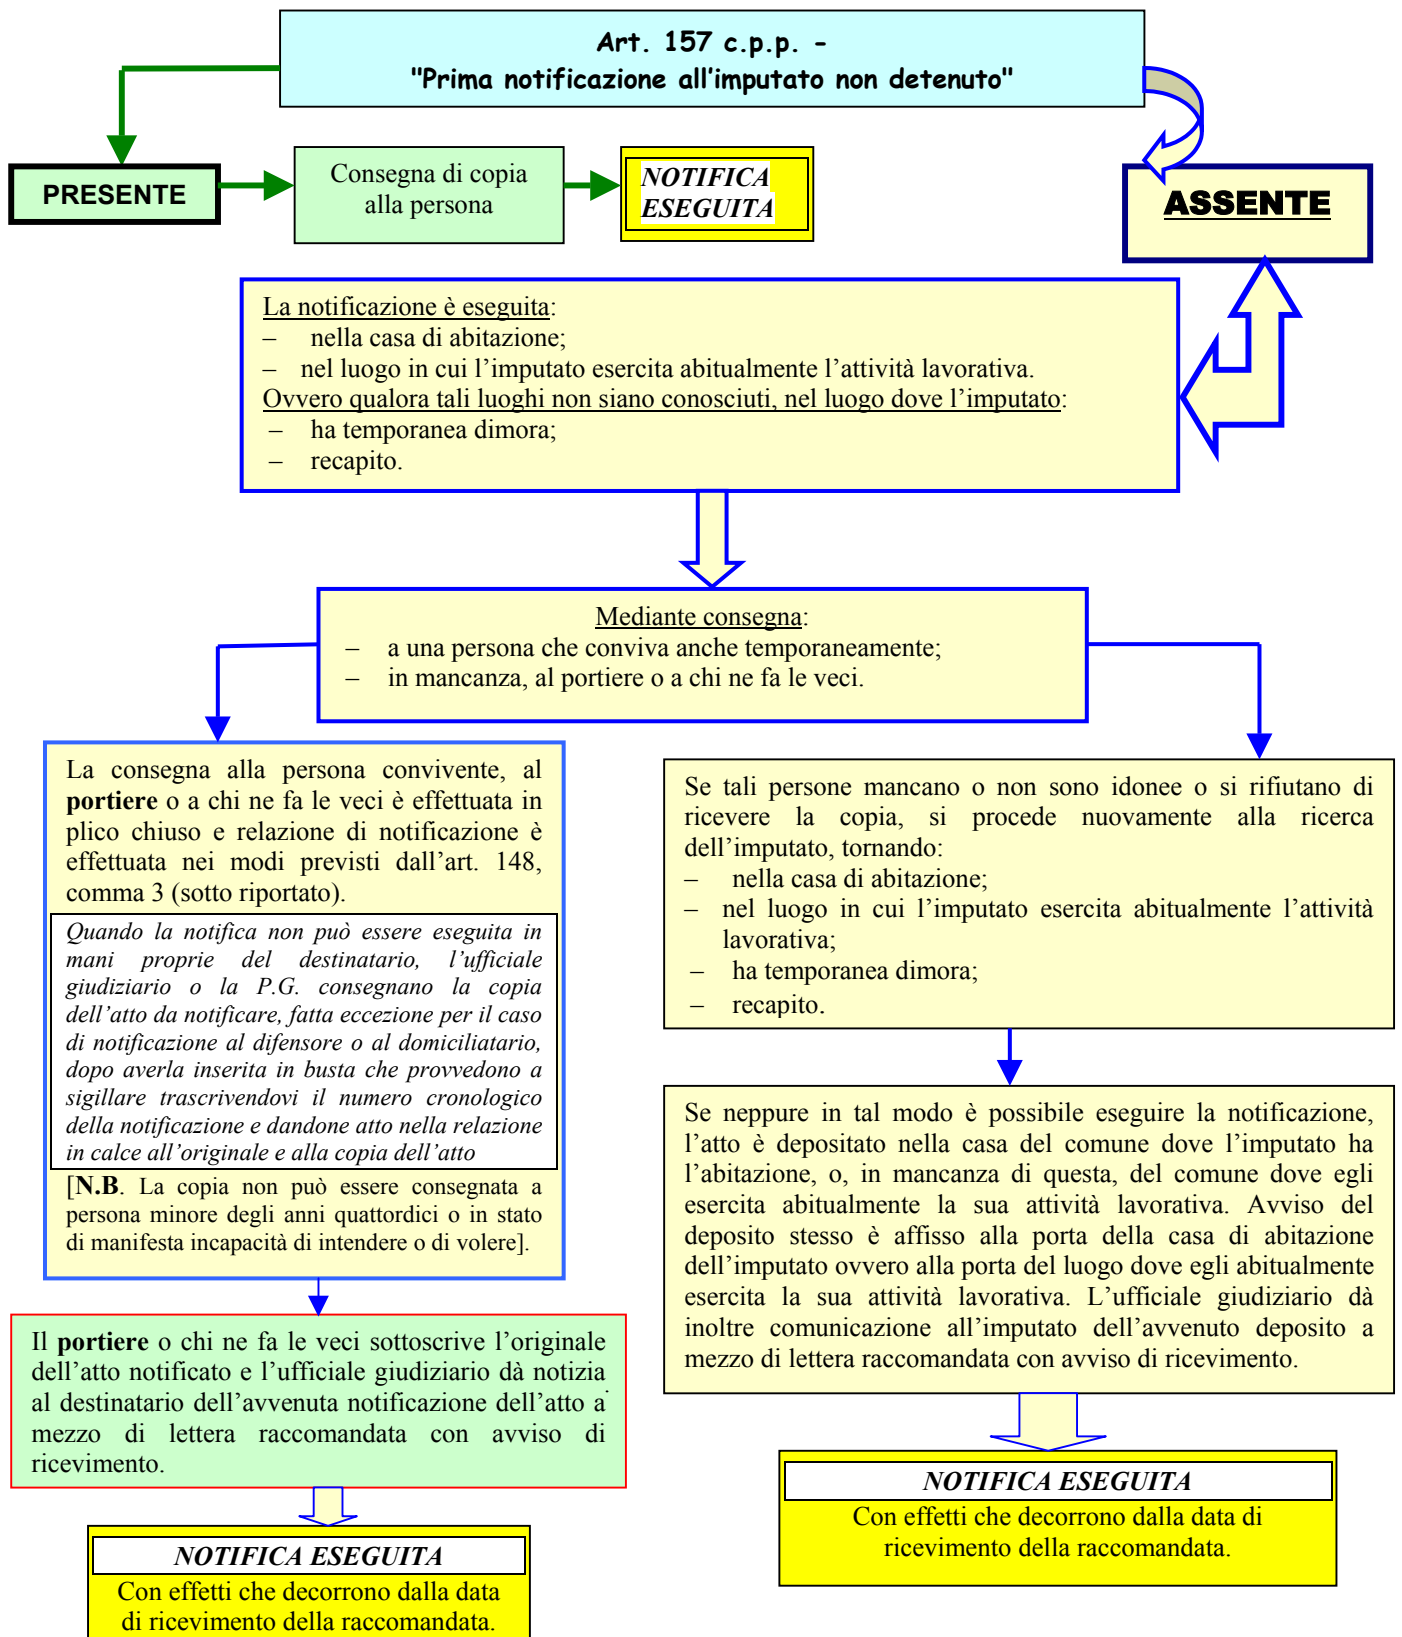 Art. 157 c.p.p. -
"Prima notificazione all'imputato non detenuto"
PRESENTE
Consegna di copia
alla persona
NOTIFICA
ESEGUITA
ASSENTE
La notificazione è eseguita:
– nella casa di abitazione;
– nel luogo in cui l’imputato esercita abitualmente l’attività lavorativa.
Ovvero qualora tali luoghi non siano conosciuti, nel luogo dove l’imputato:
– ha temporanea dimora;
– recapito.
Mediante consegna:
– a una persona che conviva anche temporaneamente;
– in mancanza, al portiere o a chi ne fa le veci.
La consegna alla persona convivente, al
portiere o a chi ne fa le veci è effettuata in
plico chiuso e relazione di notificazione è
effettuata nei modi previsti dall’art. 148,
comma 3 (sotto riportato).
Quando la notifica non può essere eseguita in
mani proprie del destinatario, l’ufficiale
giudiziario o la P.G. consegnano la copia
dell’atto da notificare, fatta eccezione per il caso
di notificazione al difensore o al domiciliatario,
dopo averla inserita in busta che provvedono a
sigillare trascrivendovi il numero cronologico
della notificazione e dandone atto nella relazione
in calce all’originale e alla copia dell’atto
[N.B. La copia non può essere consegnata a
persona minore degli anni quattordici o in stato
di manifesta incapacità di intendere o di volere].
Il portiere o chi ne fa le veci sottoscrive l’originale
dell’atto notificato e l’ufficiale giudiziario dà notizia
al destinatario dell’avvenuta notificazione dell’atto a
mezzo di lettera raccomandata con avviso di
ricevimento.
NOTIFICA ESEGUITA
Con effetti che decorrono dalla data
di ricevimento della raccomandata.
Se tali persone mancano o non sono idonee o si rifiutano di
ricevere la copia, si procede nuovamente alla ricerca
dell’imputato, tornando:
– nella casa di abitazione;
– nel luogo in cui l’imputato esercita abitualmente l’attività
lavorativa;
– ha temporanea dimora;
– recapito.
Se neppure in tal modo è possibile eseguire la notificazione,
l’atto è depositato nella casa del comune dove l’imputato ha
l’abitazione, o, in mancanza di questa, del comune dove egli
esercita abitualmente la sua attività lavorativa. Avviso del
deposito stesso è affisso alla porta della casa di abitazione
dell’imputato ovvero alla porta del luogo dove egli abitualmente
esercita la sua attività lavorativa. L’ufficiale giudiziario dà
inoltre comunicazione all’imputato dell’avvenuto deposito a
mezzo di lettera raccomandata con avviso di ricevimento.
NOTIFICA ESEGUITA
Con effetti che decorrono dalla data di
ricevimento della raccomandata.